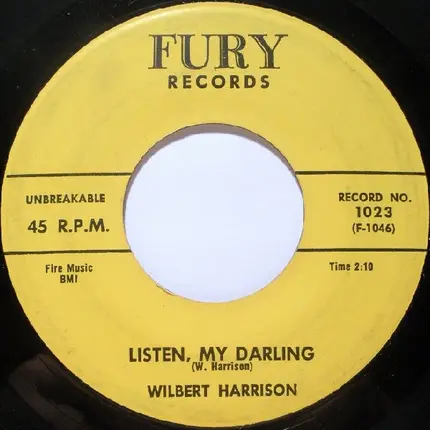 FURY
RECORDS
UNBREAKABLE
45 R.P.M.
RECORD NO.
1023
(F-1046)
Fire Music
BMI
Time 2:10
LISTEN, MY DARLING
(W. Harrison)
WILBERT HARRISON